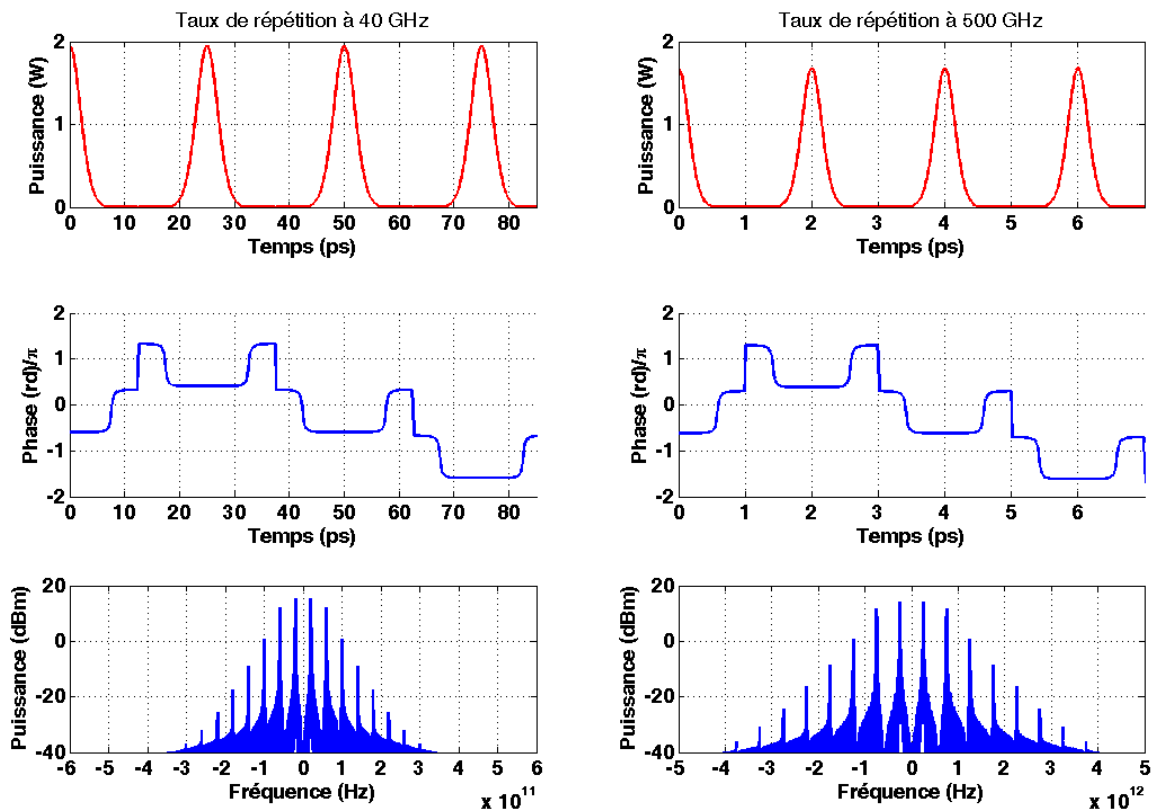 Taux de répétition à 40 GHz
Puissance (W)
2
1
0
0 10 20 30 40 50 60 70 80
Temps (ps)
Taux de répétition à 500 GHz
Puissance (W)
2
1
0
0 1 2 3 4 5 6
Temps (ps)
Phase (rd)/π
2
1
0
-1
-2
0 10 20 30 40 50 60 70 80
Temps (ps)
Phase (rd)/π
2
1
0
-1
-2
0 1 2 3 4 5 6
Temps (ps)
Puissance (dBm)
20
0
-20
-40
-6 -5 -4 -3 -2 -1 0 1 2 3 4 5 6
Fréquence (Hz)
x 10^11
Puissance (dBm)
20
0
-20
-40
-5 -4 -3 -2 -1 0 1 2 3 4 5
Fréquence (Hz)
x 10^12